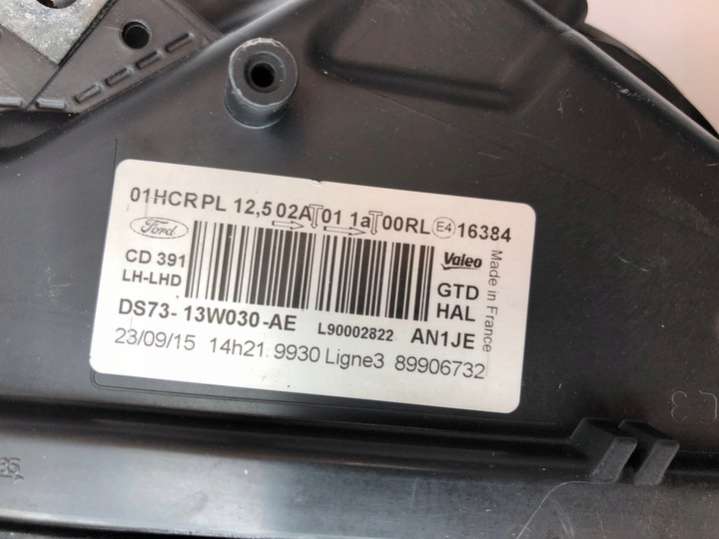 01HCR PL 12,5 02A 01 1a 00RL E4 16384
Ford
CD 391
LH-LHD
Valeo
GTD
HAL
Made in France
DS73-13W030-AE L90002822 AN1JE
23/09/15 14h21 9930 Ligne3 89906732